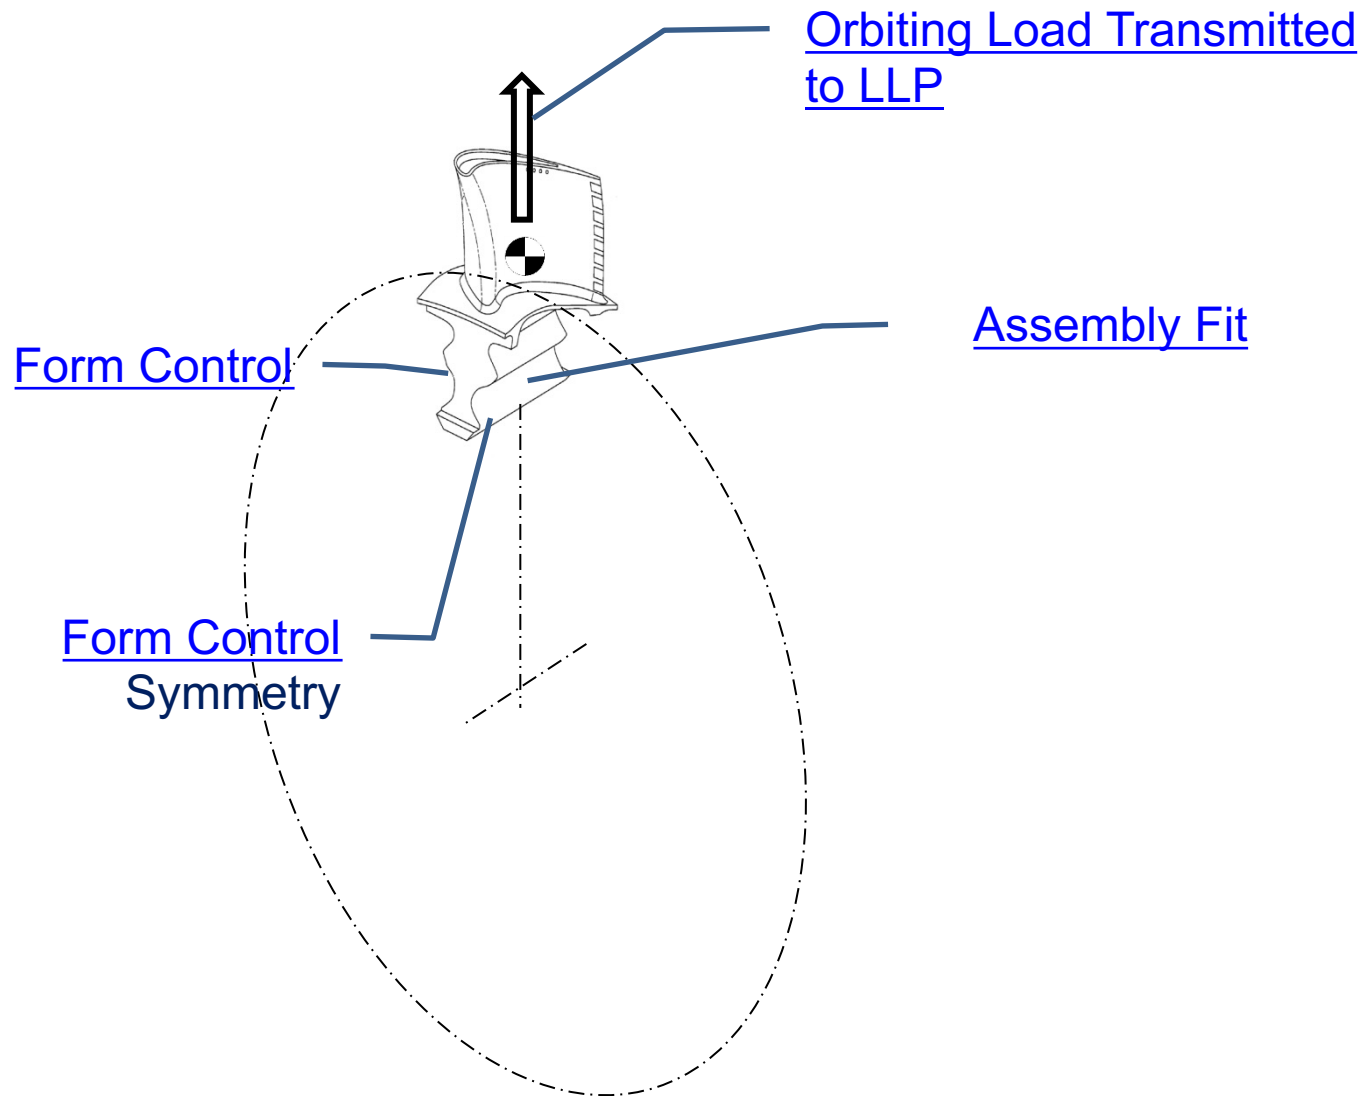 Orbiting Load Transmitted
to LLP
Assembly Fit
Form Control
Form Control
Symmetry